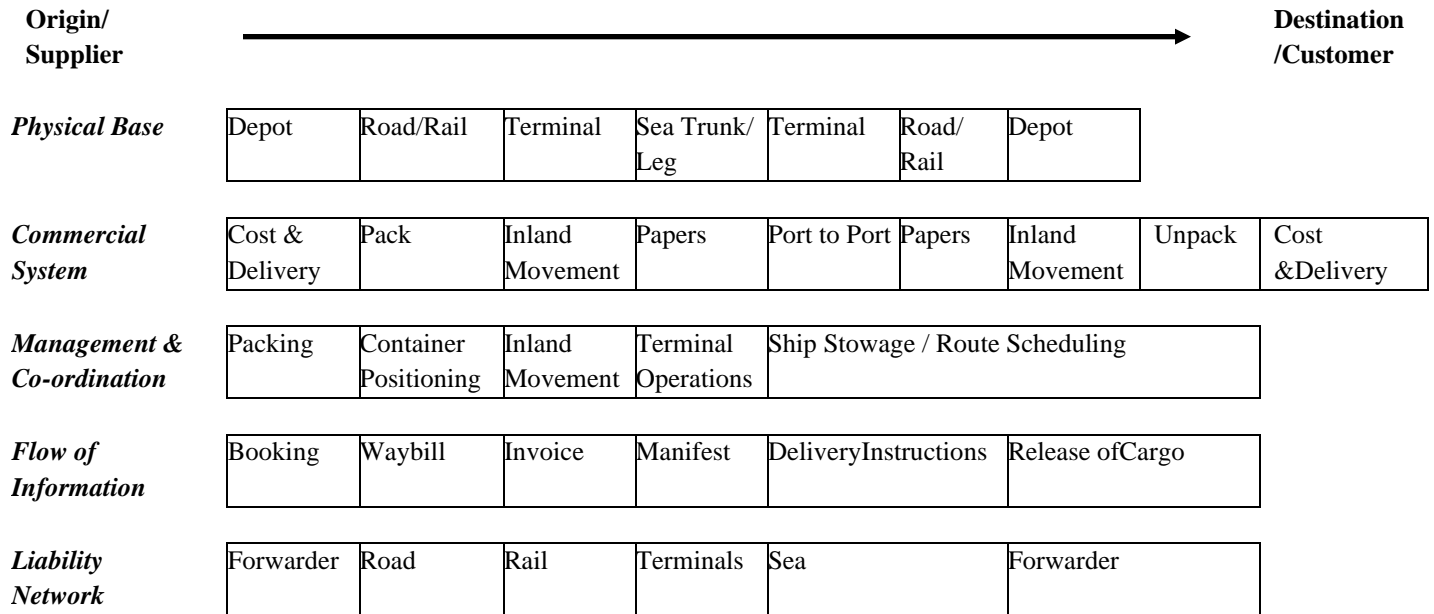 Origin/ Destination
Supplier /Customer
Physical Base Depot Road/Rail Terminal Sea Trunk/ Terminal Road/ Depot
Leg Rail
Commercial Cost & Pack Inland Papers Port to Port Papers Inland Unpack Cost
System Delivery Movement Movement &Delivery
Management & Packing Container Inland Terminal Ship Stowage / Route Scheduling
Co-ordination Positioning Movement Operations
Flow of Booking Waybill Invoice Manifest DeliveryInstructions Release ofCargo
Information
Liability Forwarder Road Rail Terminals Sea Forwarder
Network